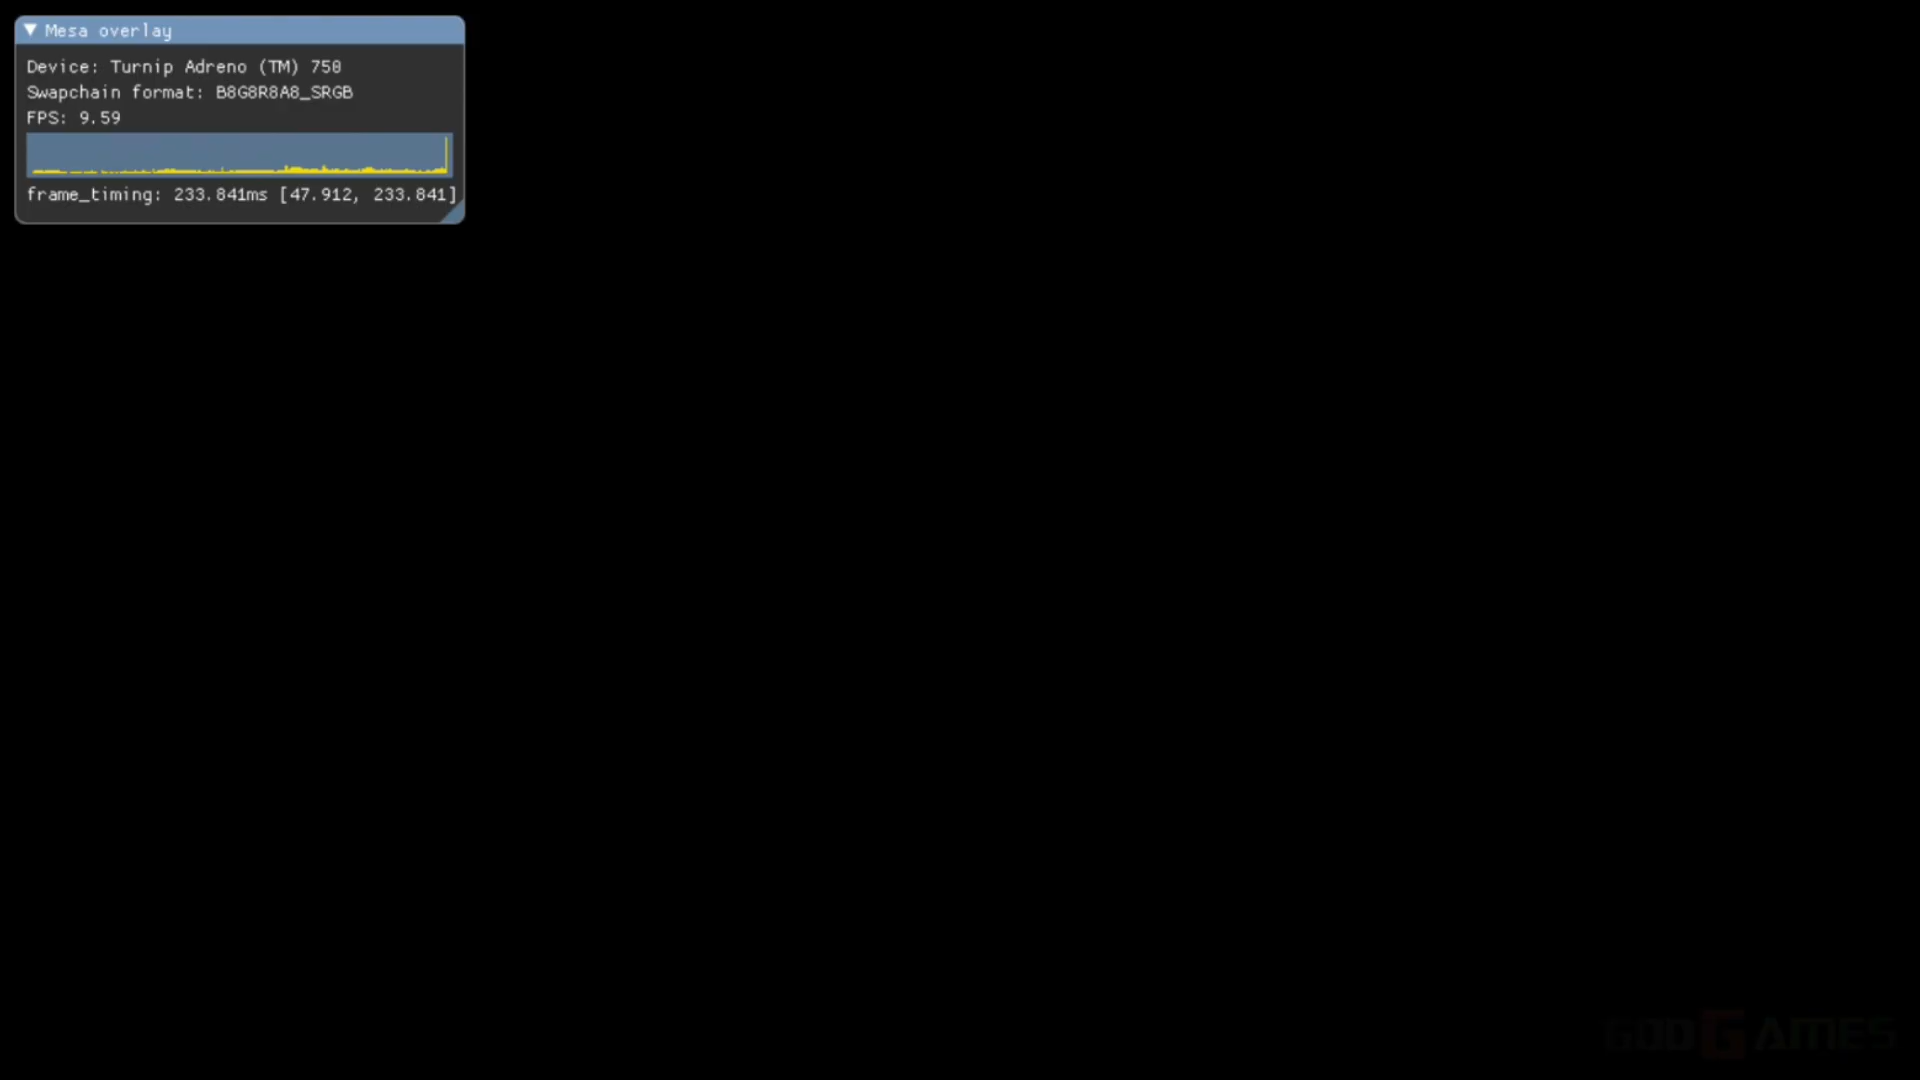 Mesa overlay
Device: Turnip Adreno (TM) 750
Swapchain format: B8G8R8A8_SRGB
FPS: 9.59
frame_timing: 233.841ms [47.912, 233.841]
GODGAMES